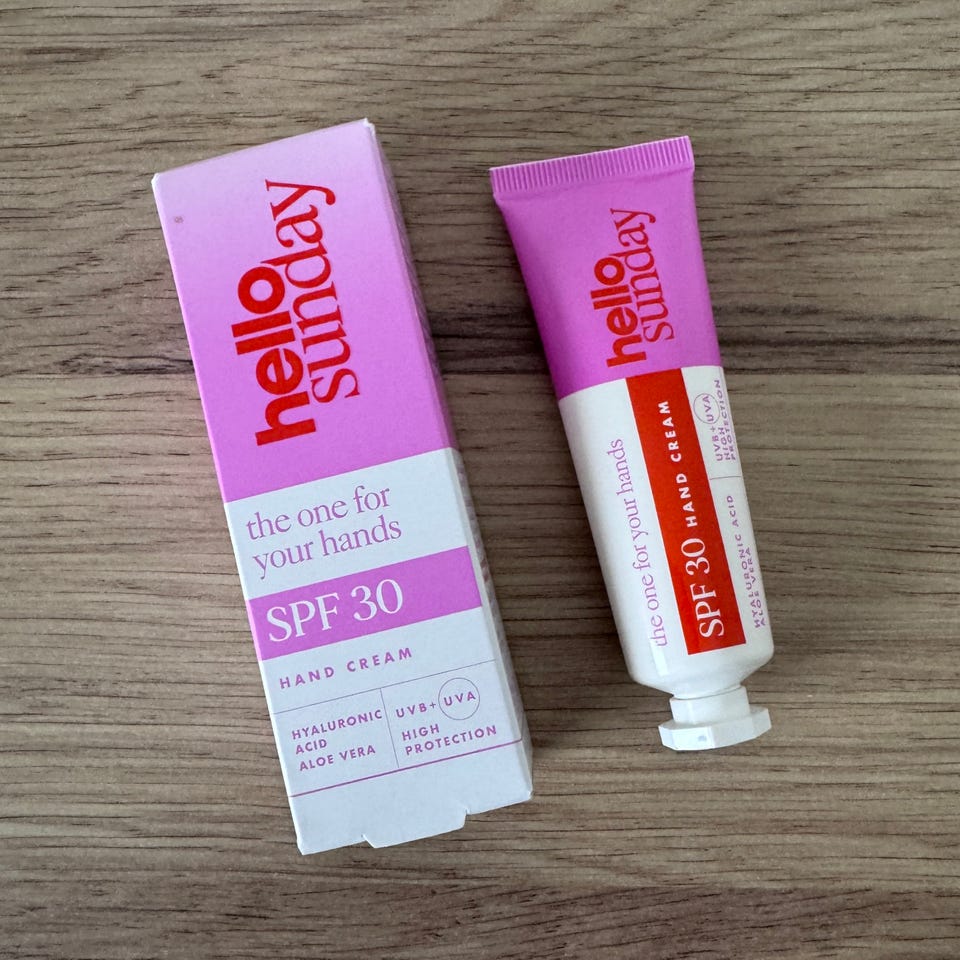 hello
sunday
the one for
your hands
SPF 30
HAND CREAM
HYALURONIC
ACID
ALOE VERA
UVB+ UVA
HIGH
PROTECTION
hello
sunday
the one for your hands
SPF 30 HAND CREAM
UVB+ UVA
HIGH
PROTECTION
HYALURONIC ACID
ALOE VERA